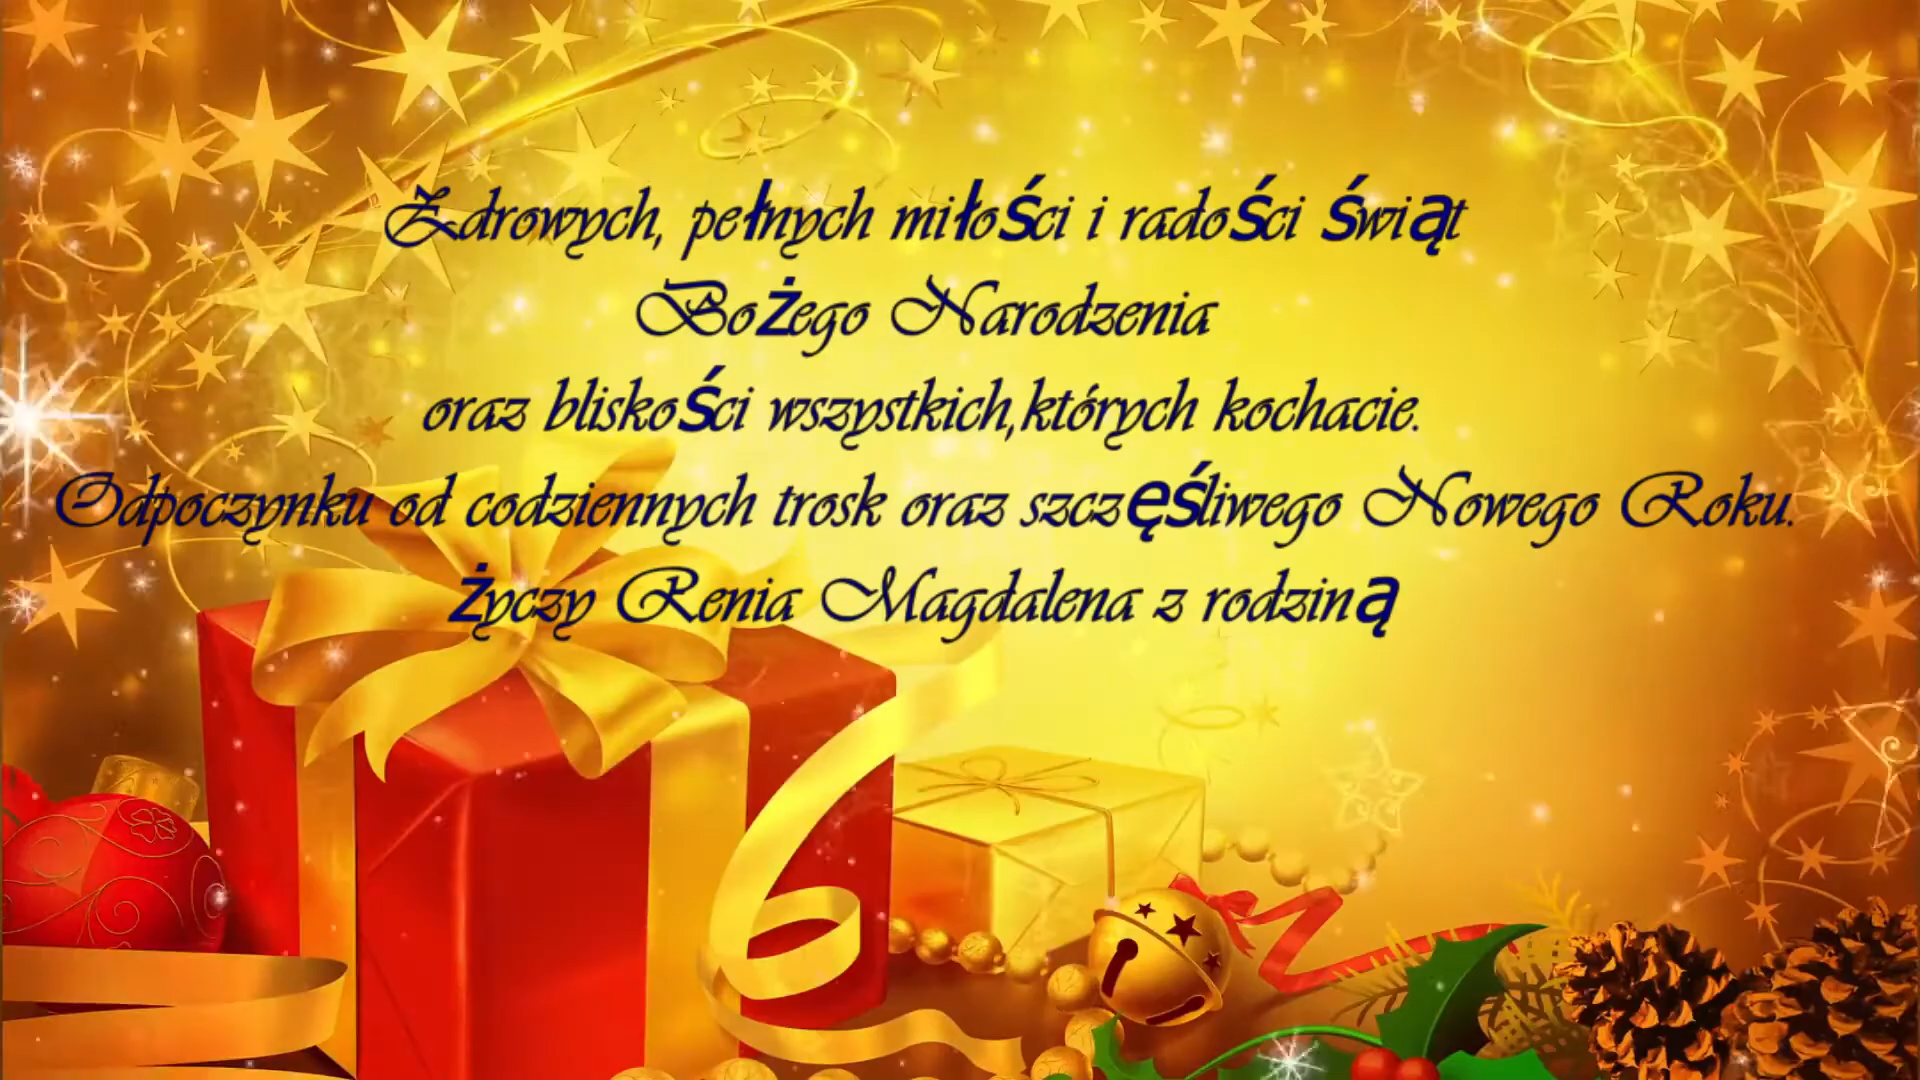 Zdrowych, pełnych miłości i radości świąt
Bożego Narodzenia
oraz bliskości wszystkich,których kochacie.
Odpoczynku od codziennych trosk oraz szczęśliwego Nowego Roku.
życzy Renia Magdalena z rodziną